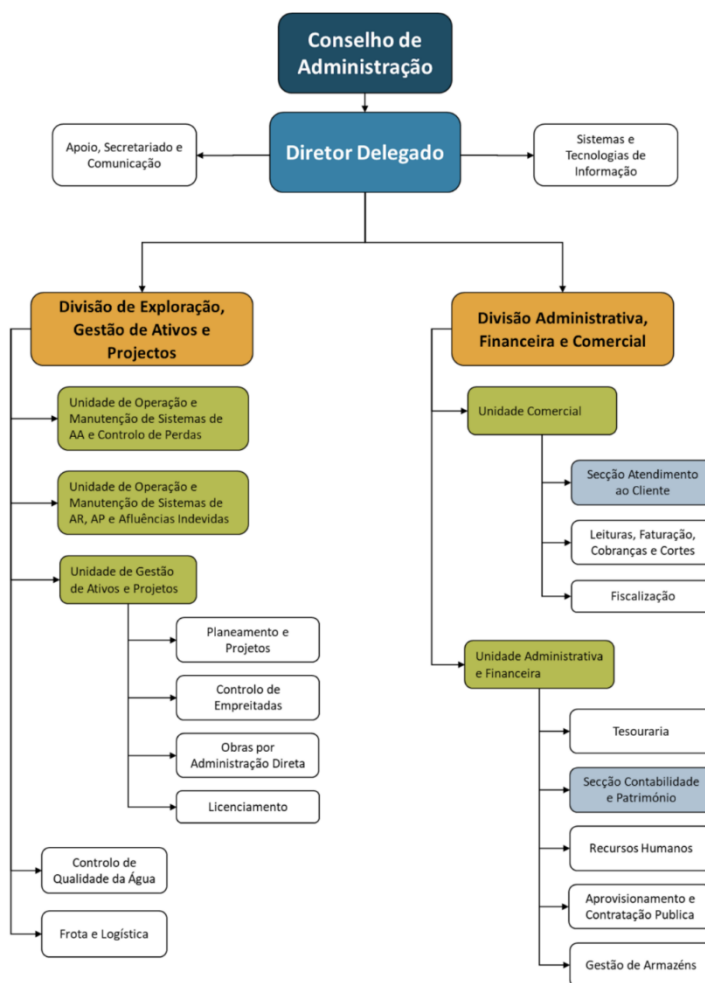 Conselho de
Administração
Apoio, Secretariado e
Comunicação
Diretor Delegado
Sistemas e
Tecnologias de
Informação
Divisão de Exploração,
Gestão de Ativos e
Projectos
Unidade de Operação e
Manutenção de Sistemas de
AA e Controlo de Perdas
Unidade de Operação e
Manutenção de Sistemas de
AR, AP e Afluências Indevidas
Unidade de Gestão
de Ativos e Projetos
Planeamento e
Projetos
Controlo de
Empreitadas
Obras por
Administração Direta
Licenciamento
Controlo de
Qualidade da Água
Frota e Logística
Divisão Administrativa,
Financeira e Comercial
Unidade Comercial
Secção Atendimento
ao Cliente
Leituras, Faturação,
Cobranças e Cortes
Fiscalização
Unidade Administrativa
e Financeira
Tesouraria
Secção Contabilidade
e Património
Recursos Humanos
Aprovisionamento e
Contratação Publica
Gestão de Armazéns